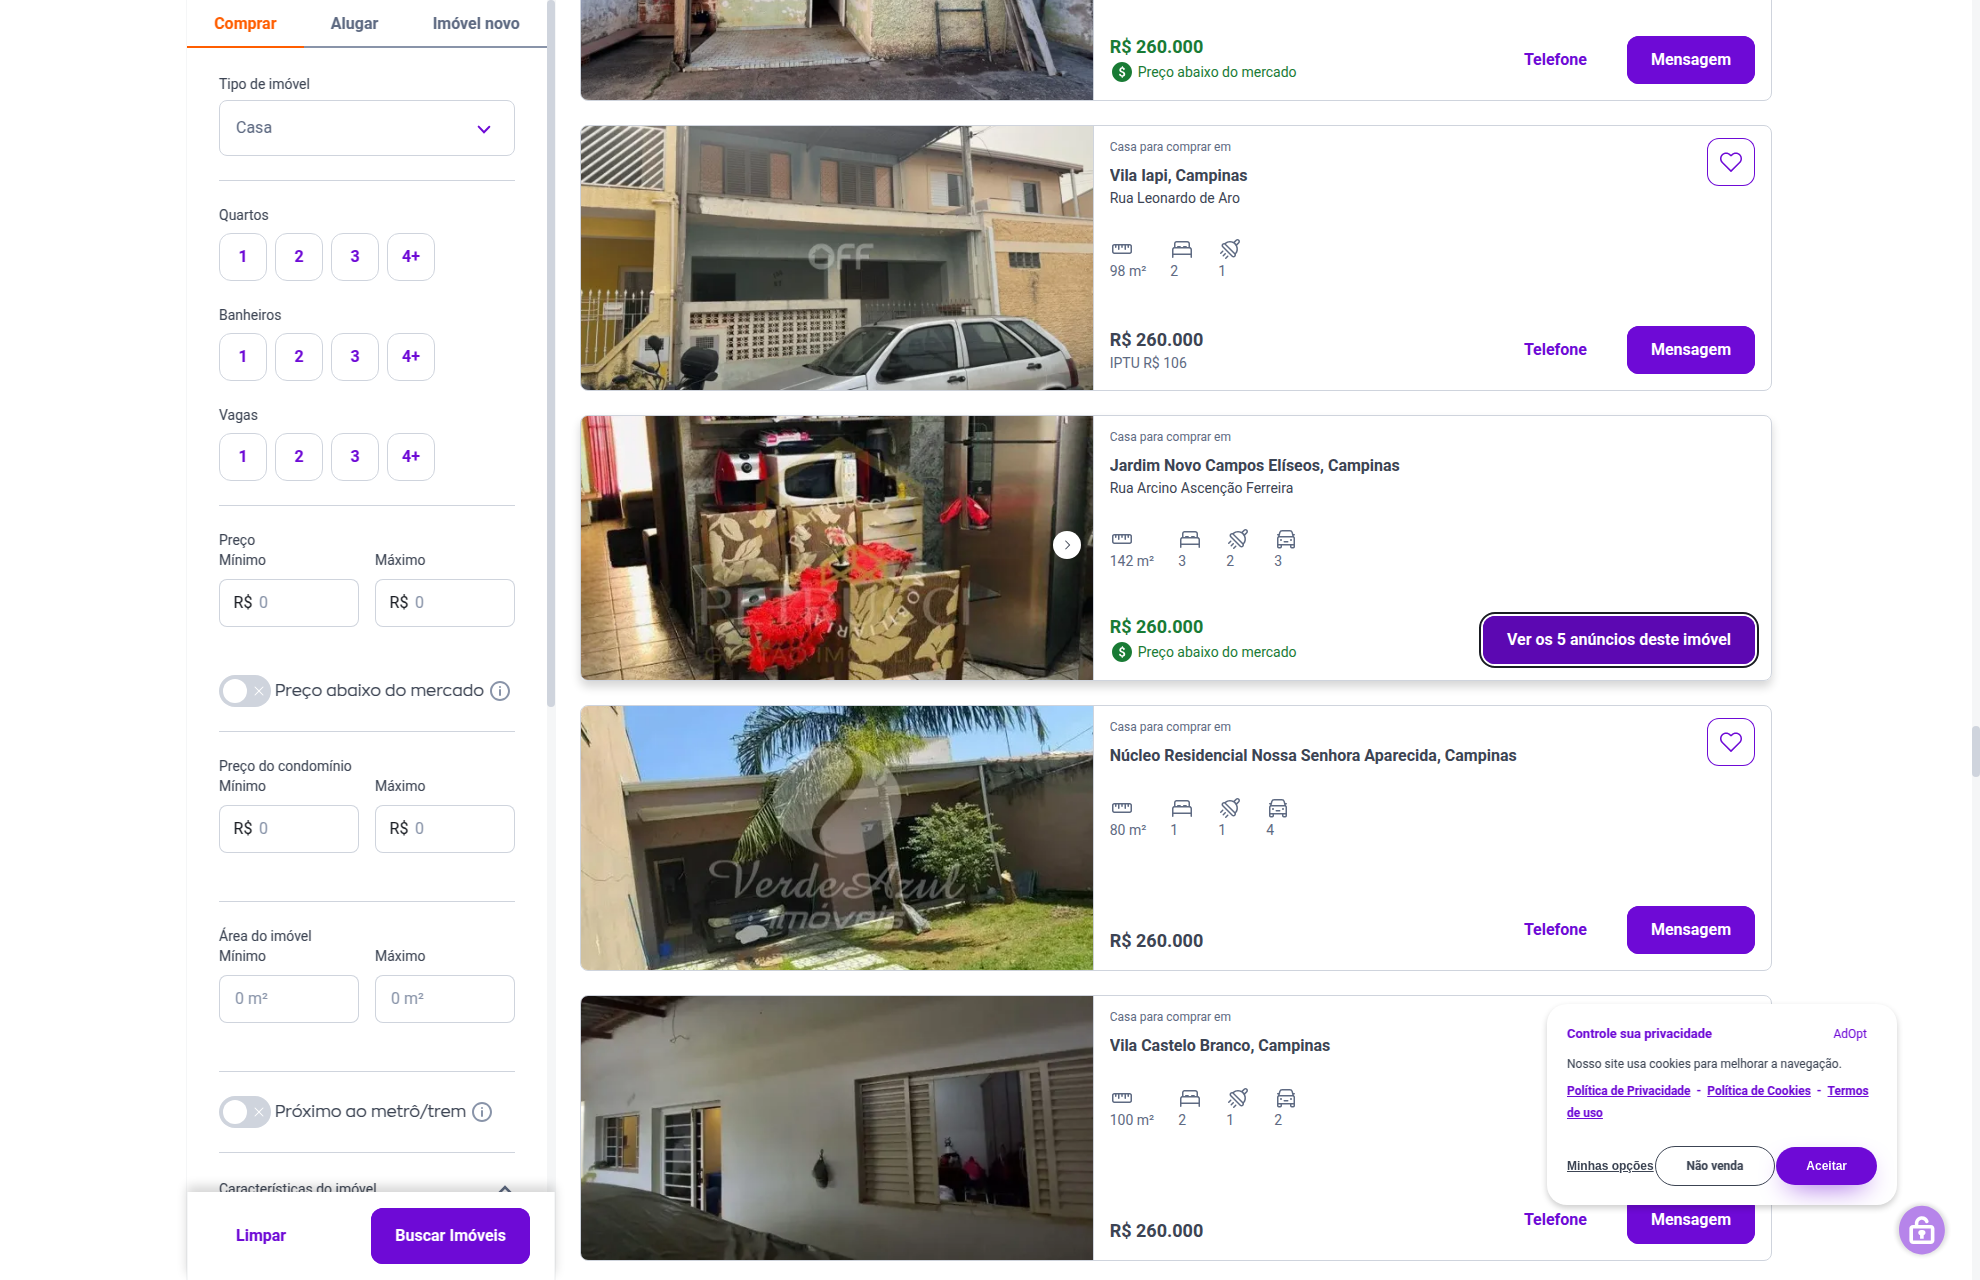 Comprar
Alugar
Imóvel novo
Tipo de imóvel
Casa
Quartos
1
2
3
4+
Banheiros
1
2
3
4+
Vagas
1
2
3
4+
Preço
Mínimo
Máximo
R$ 0
R$ 0
Preço abaixo do mercado
Preço do condomínio
Mínimo
Máximo
R$ 0
R$ 0
Área do imóvel
Mínimo
Máximo
0 m²
0 m²
Próximo ao metrô/trem
Características do imóvel
Limpar
Buscar Imóveis
R$ 260.000
Preço abaixo do mercado
Telefone
Mensagem
OFF
Casa para comprar em
Vila Iapi, Campinas
Rua Leonardo de Aro
98 m²
2
1
R$ 260.000
IPTU R$ 106
Telefone
Mensagem
PETRUCCI
Casa para comprar em
Jardim Novo Campos Elíseos, Campinas
Rua Arcino Ascenção Ferreira
142 m²
3
2
3
R$ 260.000
Preço abaixo do mercado
Ver os 5 anúncios deste imóvel
VerdeAzul
imóveis
Casa para comprar em
Núcleo Residencial Nossa Senhora Aparecida, Campinas
80 m²
1
1
4
R$ 260.000
Telefone
Mensagem
Casa para comprar em
Vila Castelo Branco, Campinas
100 m²
2
1
2
R$ 260.000
Telefone
Mensagem
Controle sua privacidade
AdOpt
Nosso site usa cookies para melhorar a navegação.
Política de Privacidade - Política de Cookies - Termos
de uso
Minhas opções
Não venda
Aceitar